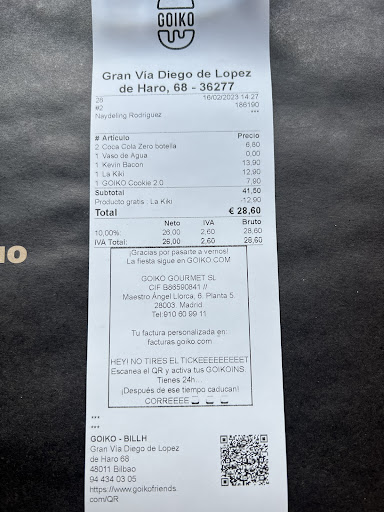 GOIKO
Gran Vía Diego de Lopez
de Haro, 68 - 36277
28 16/02/2023 14:27
#2 186190
Naydeling Rodriguez ***
# Artículo Precio
2 Coca Cola Zero botella 6,80
1 Vaso de Agua 0,00
1 Kevin Bacon 13,90
1 La Kiki 12,90
1 GOIKO Cookie 2.0 7,90
Subtotal 41,50
Producto gratis : La Kiki -12,90
Total € 28,60
Neto IVA Bruto
10,00%: 26,00 2,60 28,60
IVA Total: 26,00 2,60 28,60
¡Gracias por pasarte a vernos!
La fiesta sigue en GOIKO.COM
GOIKO GOURMET SL
CIF B86590841 //
Maestro Ángel Llorca, 6. Planta 5.
28003. Madrid.
Tel:910 60 99 11
Tu factura personalizada en:
facturas.goiko.com
HEY! NO TIRES EL TICKEEEEEEEEET
Escanea el QR y activa tus GOIKOINS.
Tienes 24h...
¡Después de ese tiempo caducan!
CORREEEE
***
***
GOIKO - BILLH
Gran Vía Diego de Lopez
de Haro 68
48011 Bilbao
94 434 03 05
https://www.goikofriends.
com/QR
IO